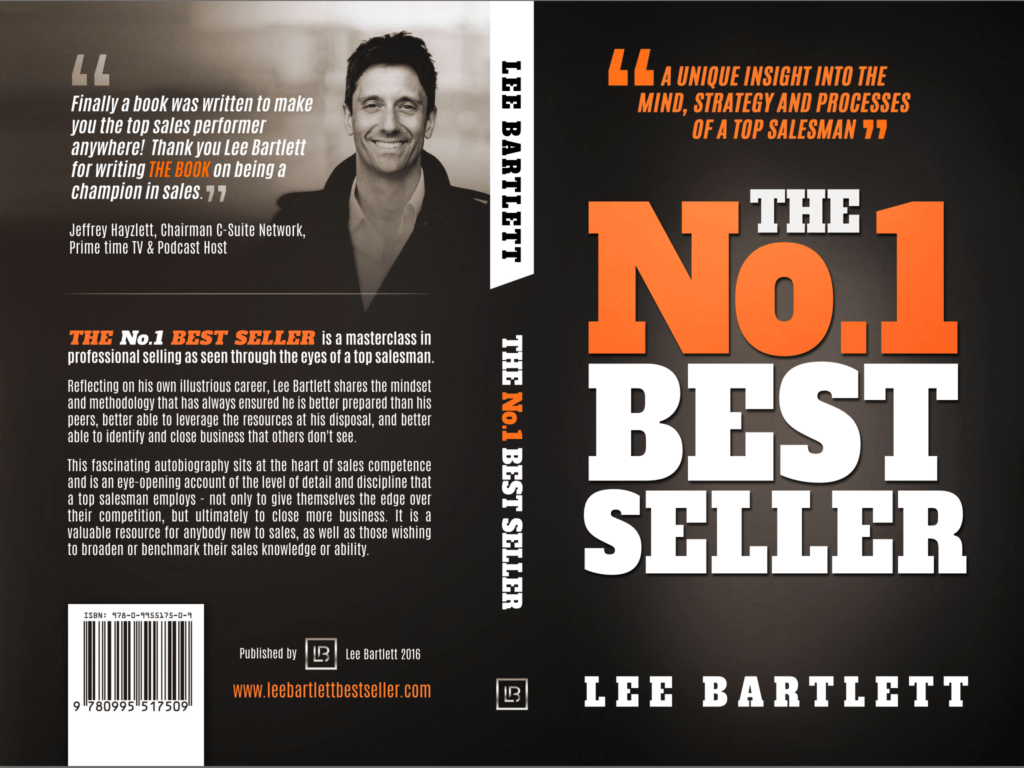 “
Finally a book was written to make
you the top sales performer
anywhere! Thank you Lee Bartlett
for writing THE BOOK on being a
champion in sales.”
Jeffrey Hayzlett, Chairman C-Suite Network,
Prime time TV & Podcast Host
THE No.1 BEST SELLER is a masterclass in
professional selling as seen through the eyes of a top salesman.
Reflecting on his own illustrious career, Lee Bartlett shares the mindset
and methodology that has always ensured he is better prepared than his
peers, better able to leverage the resources at his disposal, and better
able to identify and close business that others don't see.
This fascinating autobiography sits at the heart of sales competence
and is an eye-opening account of the level of detail and discipline that
a top salesman employs - not only to give themselves the edge over
their competition, but ultimately to close more business. It is a
valuable resource for anybody new to sales, as well as those wishing
to broaden or benchmark their sales knowledge or ability.
ISBN: 978-0-9955175-0-9
9 780995 517509
Published by LB Lee Bartlett 2016
www.leebartlettbestseller.com
LEE BARTLETT
THE No.1 BEST SELLER
LB
“ A UNIQUE INSIGHT INTO THE
MIND, STRATEGY AND PROCESSES
OF A TOP SALESMAN ”
THE
No.1
BEST
SELLER
LEE BARTLETT